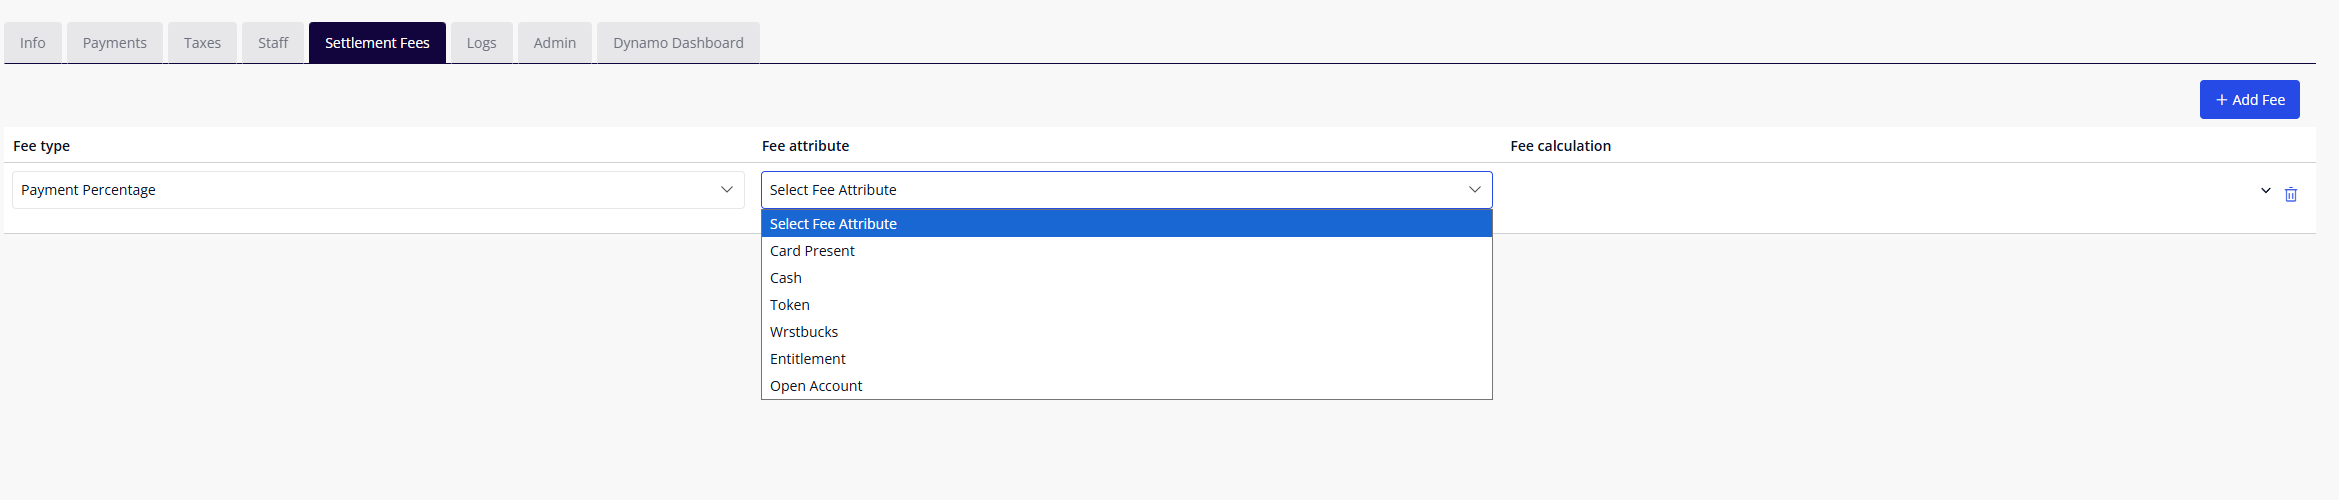 Info Payments Taxes Staff Settlement Fees Logs Admin Dynamo Dashboard
+ Add Fee
Fee type Fee attribute Fee calculation
Payment Percentage Select Fee Attribute
Select Fee Attribute
Card Present
Cash
Token
Wrstbucks
Entitlement
Open Account